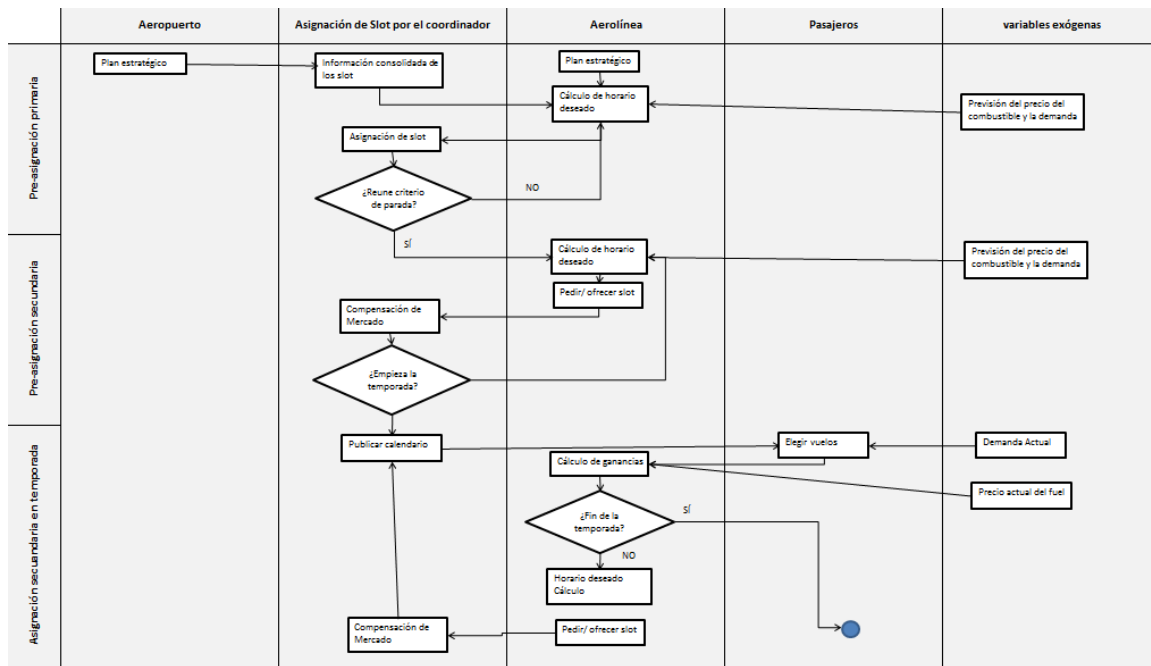 Aeropuerto
Asignación de Slot por el coordinador
Aerolínea
Pasajeros
variables exógenas
Pre-asignación primaria
Plan estratégico
Información consolidada de
los slot
Plan estratégico
Cálculo de horario
deseado
Previsión del precio del
combustible y la demanda
Asignación de slot
¿Reune criterio
de parada?
NO
SÍ
Pre-asignación secundaria
Cálculo de horario
deseado
Previsión del precio del
combustible y la demanda
Pedir/ ofrecer slot
Compensación de
Mercado
¿Empieza la
temporada?
Asignación secuandaria en temporada
Publicar calendario
Elegir vuelos
Demanda Actual
Cálculo de ganancias
Precio actual del fuel
¿Fin de la
temporada?
SÍ
NO
Horario deseado
Cálculo
Compensación de
Mercado
Pedir/ ofrecer slot